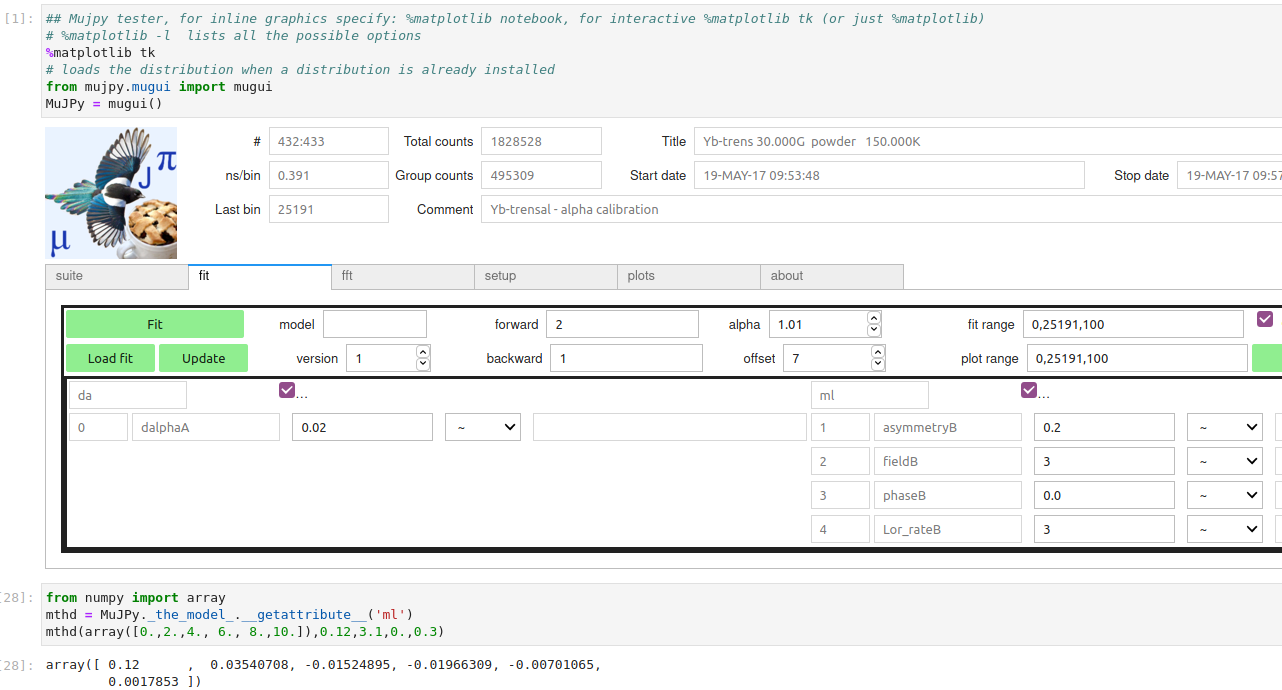 [1]: ## Mujpy tester, for inline graphics specify: %matplotlib notebook, for interactive %matplotlib tk (or just %matplotlib)
# %matplotlib -l  lists all the possible options
%matplotlib tk
# loads the distribution when a distribution is already installed
from mujpy.mugui import mugui
MuJPy = mugui()
π
J
μ
# 432:433 Total counts 1828528 Title Yb-trens 30.000G powder 150.000K
ns/bin 0.391 Group counts 495309 Start date 19-MAY-17 09:53:48 Stop date 19-MAY-17 09:57
Last bin 25191 Comment Yb-trensal - alpha calibration
suite fit fft setup plots about
Fit model forward 2 alpha 1.01 fit range 0,25191,100
Load fit Update version 1 backward 1 offset 7 plot range 0,25191,100
da ... ml ...
0 dalphaA 0.02 ~ 1 asymmetryB 0.2 ~
2 fieldB 3 ~
3 phaseB 0.0 ~
4 Lor_rateB 3 ~
[28]: from numpy import array
mthd = MuJPy._the_model_.__getattribute__('ml')
mthd(array([0.,2.,4., 6., 8.,10.]),0.12,3.1,0.,0.3)
[28]: array([ 0.12      ,  0.03540708, -0.01524895, -0.01966309, -0.00701065,
0.0017853 ])